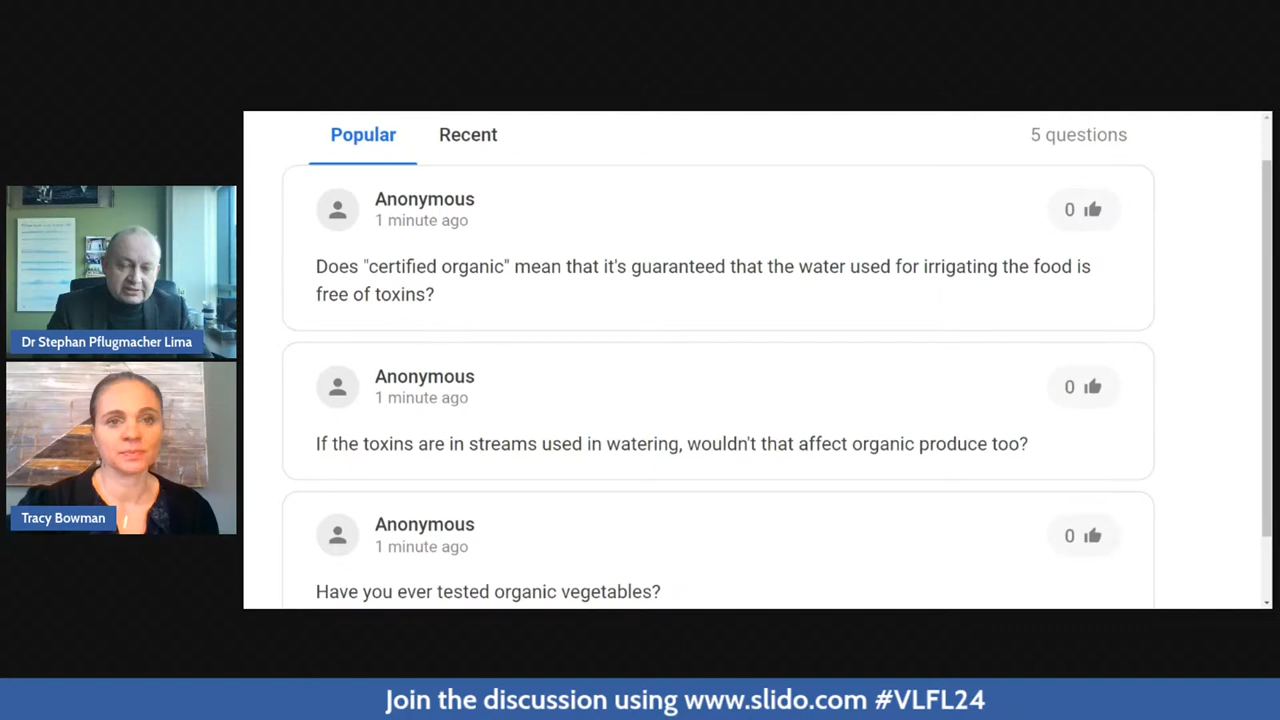 Popular
Recent
5 questions
Anonymous
1 minute ago
0
Does "certified organic" mean that it's guaranteed that the water used for irrigating the food is
free of toxins?
Anonymous
1 minute ago
0
If the toxins are in streams used in watering, wouldn't that affect organic produce too?
Anonymous
1 minute ago
0
Have you ever tested organic vegetables?
Dr Stephan Pflugmacher Lima
Tracy Bowman
Join the discussion using www.slido.com #VLFL24